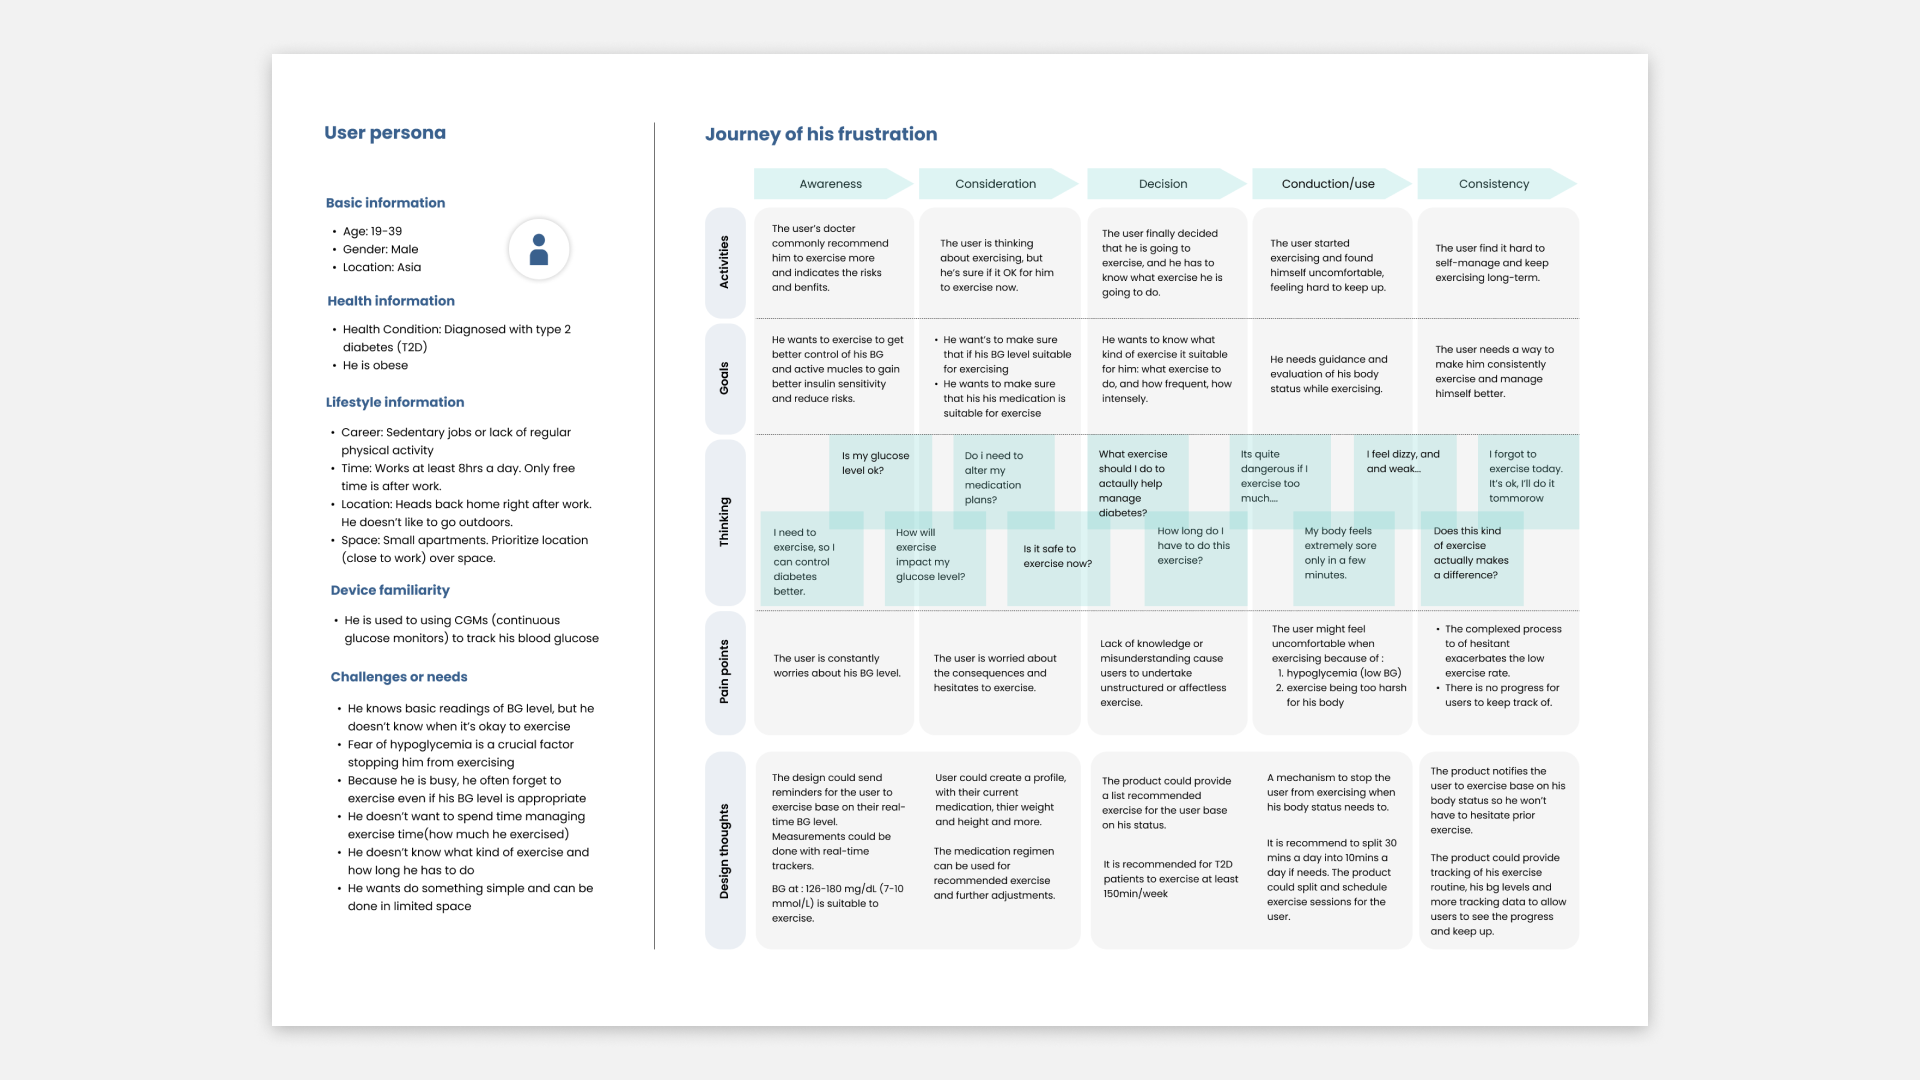 User persona
Basic information
• Age: 19-39
• Gender: Male
• Location: Asia
Health information
• Health Condition: Diagnosed with type 2
diabetes (T2D)
• He is obese
Lifestyle information
• Career: Sedentary jobs or lack of regular
physical activity
• Time: Works at least 8hrs a day. Only free
time is after work.
• Location: Heads back home right after work.
He doesn't like to go outdoors.
• Space: Small apartments. Prioritize location
(close to work) over space.
Device familiarity
• He is used to using CGMs (continuous
glucose monitors) to track his blood glucose
Challenges or needs
• He knows basic readings of BG level, but he
doesn't know when it's okay to exercise
• Fear of hypoglycemia is a crucial factor
stopping him from exercising
• Because he is busy, he often forget to
exercise even if his BG level is appropriate
• He doesn't want to spend time managing
exercise time(how much he exercised)
• He doesn't know what kind of exercise and
how long he has to do
• He wants do something simple and can be
done in limited space
Journey of his frustration
Awareness
Consideration
Decision
Conduction/use
Consistency
Activities
The user's docter
commonly recommend
him to exercise more
and indicates the risks
and benfits.
The user is thinking
about exercising, but
he's sure if it OK for him
to exercise now.
The user finally decided
that he is going to
exercise, and he has to
know what exercise he is
going to do.
The user started
exercising and found
himself uncomfortable,
feeling hard to keep up.
The user find it hard to
self-manage and keep
exercising long-term.
Goals
He wants to exercise to get
better control of his BG
and active mucles to gain
better insulin sensitivity
and reduce risks.
• He want's to make sure
that if his BG level suitable
for exercising
• He wants to make sure
that his his medication is
suitable for exercise
He wants to know what
kind of exercise it suitable
for him: what exercise to
do, and how frequent, how
intensely.
He needs guidance and
evaluation of his body
status while exercising.
The user needs a way to
make him consistently
exercise and manage
himself better.
Thinking
Is my glucose
level ok?
Do i need to
alter my
medication
plans?
What exercise
should I do to
actaully help
manage
diabetes?
Its quite
dangerous if I
exercise too
much....
I feel dizzy, and
and weak...
I forgot to
exercise today.
It's ok, I'll do it
tommorow
I need to
exercise, so I
can control
diabetes
better.
How will
exercise
impact my
glucose level?
Is it safe to
exercise now?
How long do I
have to do this
exercise?
My body feels
extremely sore
only in a few
minutes.
Does this kind
of exercise
actually makes
a difference?
Pain points
The user is constantly
worries about his BG level.
The user is worried about
the consequences and
hesitates to exercise.
Lack of knowledge or
misunderstanding cause
users to undertake
unstructured or affectless
exercise.
The user might feel
uncomfortable when
exercising because of :
1. hypoglycemia (low BG)
2. exercise being too harsh
for his body
• The complexed process
to of hesitant
exacerbates the low
exercise rate.
• There is no progress for
users to keep track of.
Design thoughts
The design could send
reminders for the user to
exercise base on their real-
time BG level.
Measurements could be
done with real-time
trackers.
BG at : 126-180 mg/dL (7-10
mmol/L) is suitable to
exercise.
User could create a profile,
with their current
medication, thier weight
and height and more.
The medication regimen
can be used for
recommended exercise
and further adjustments.
The product could provide
a list recommended
exercise for the user base
on his status.
It is recommended for T2D
patients to exercise at least
150min/week
A mechanism to stop the
user from exercising when
his body status needs to.
It is recommend to split 30
mins a day into 10mins a
day if needs. The product
could split and schedule
exercise sessions for the
user.
The product notifies the
user to exercise base on his
body status so he won't
have to hesitate prior
exercise.
The product could provide
tracking of his exercise
routine, his bg levels and
more tracking data to allow
users to see the progress
and keep up.